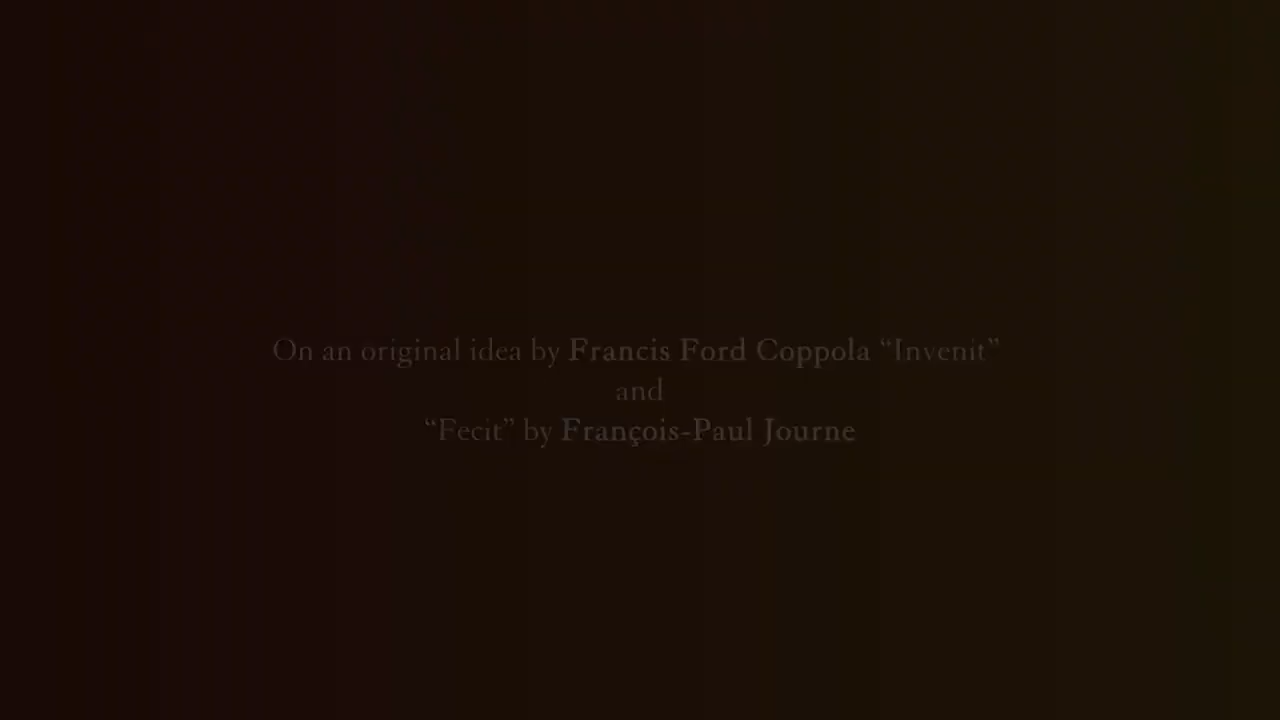 On an original idea by Francis Ford Coppola “Invenit”
and
“Fecit” by François-Paul Journe